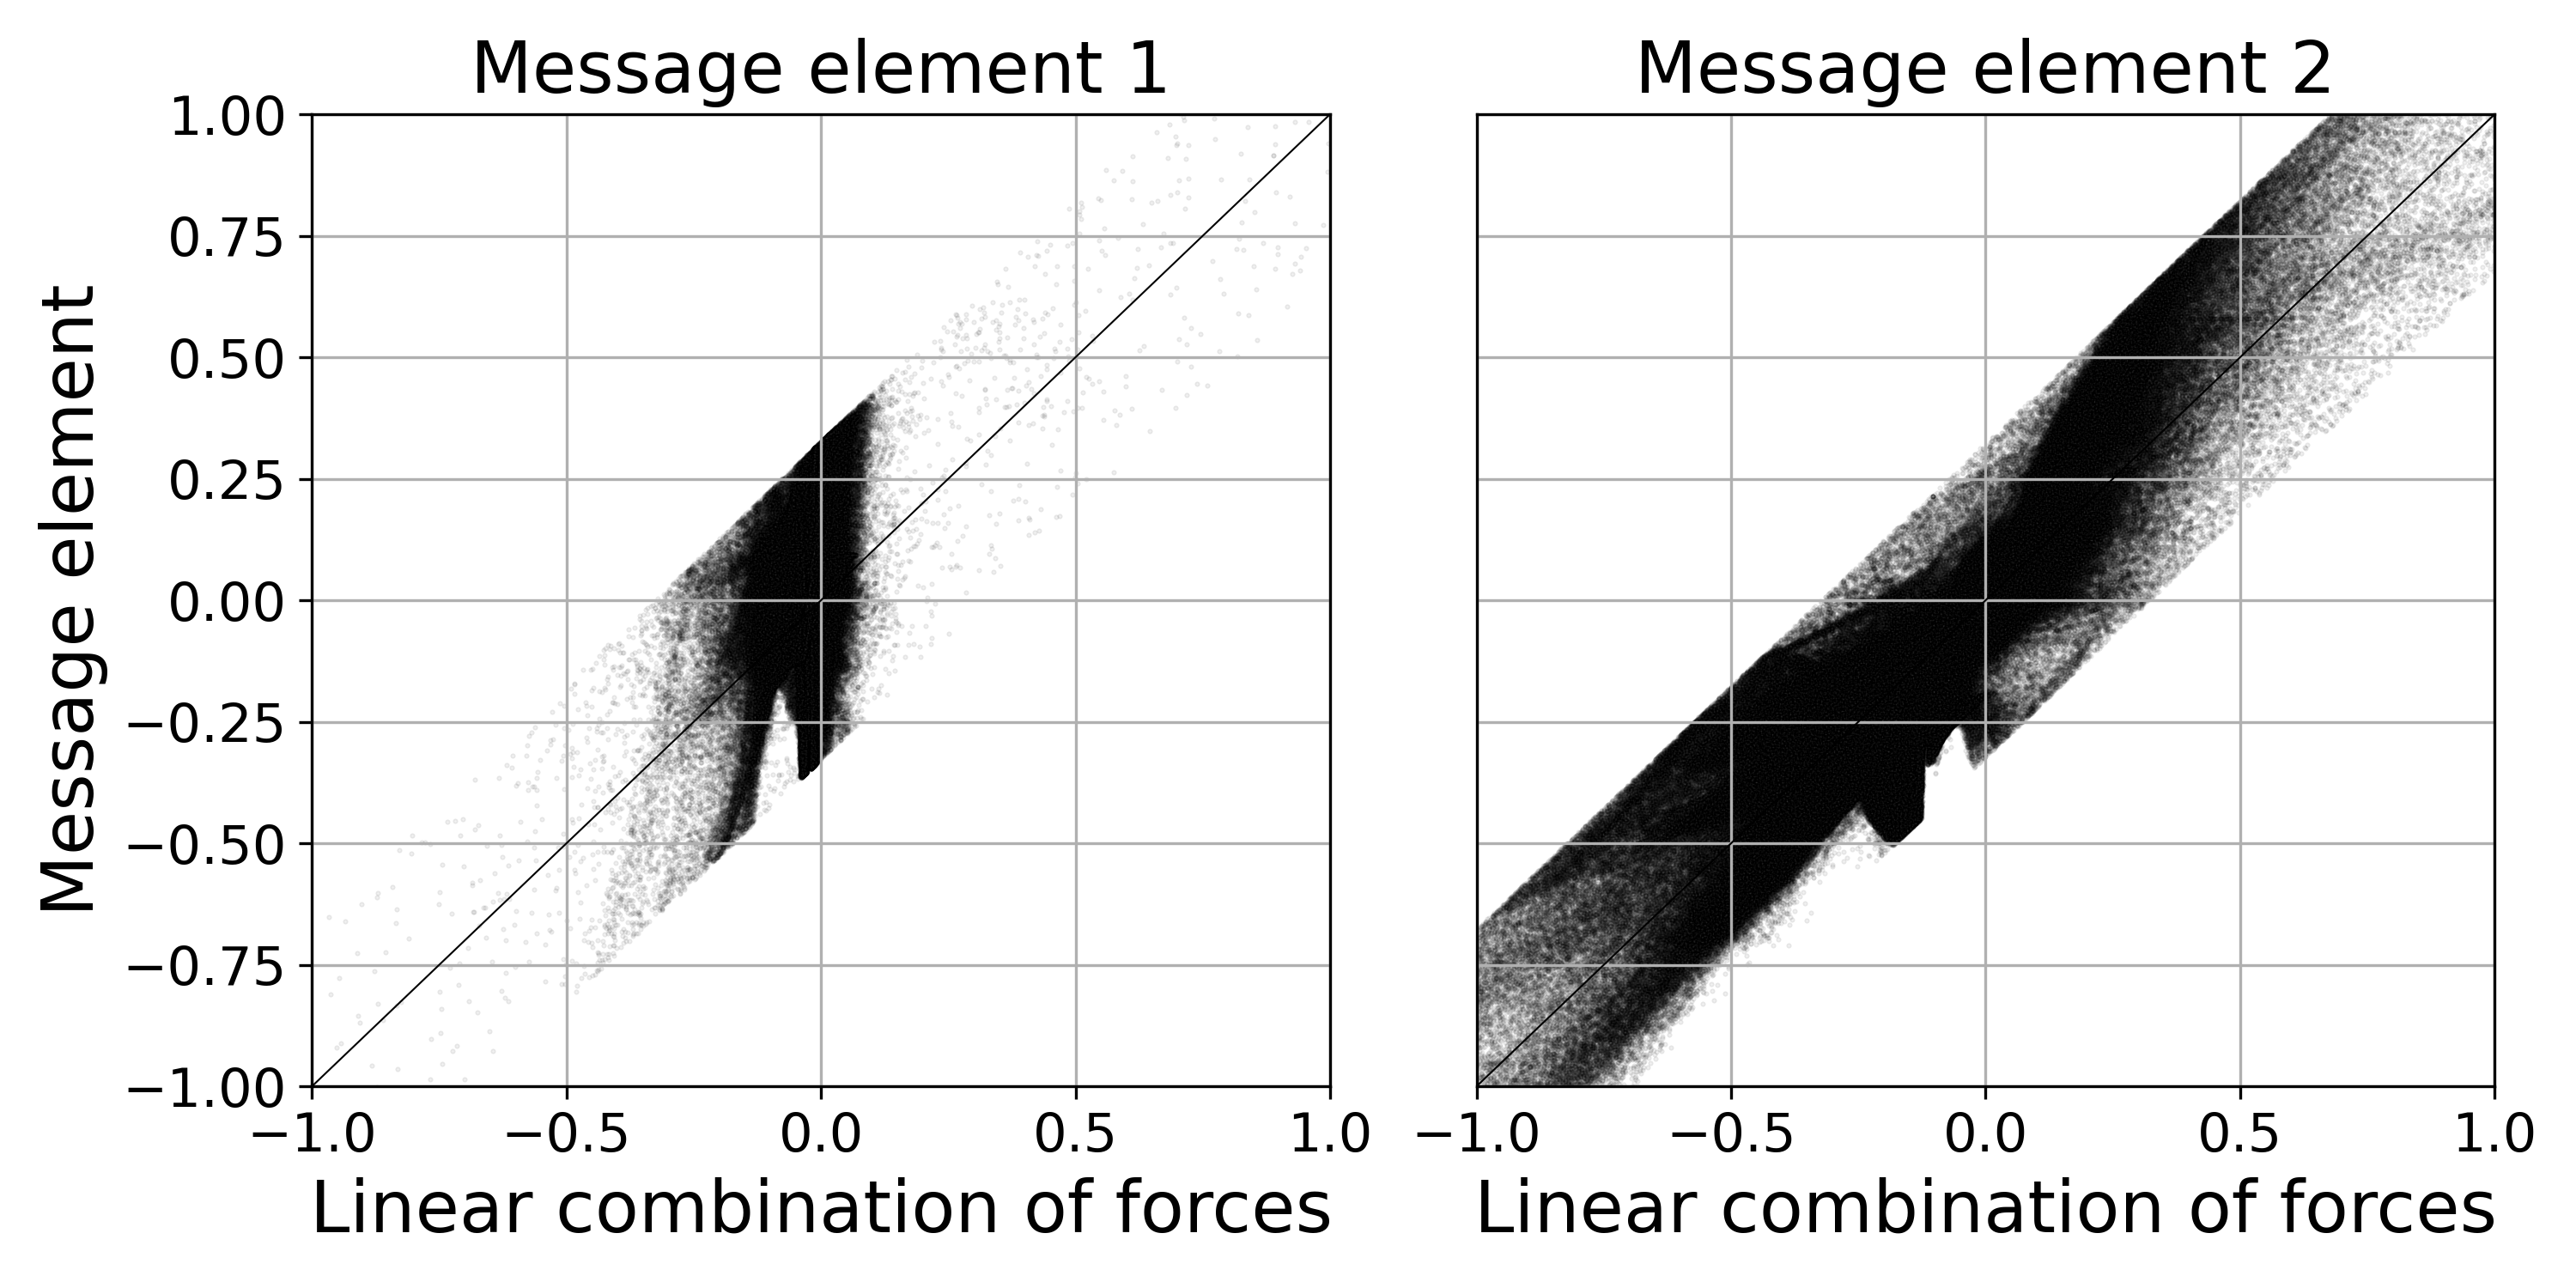 Message element 1
Message element 2
Message element
1.00
0.75
0.50
0.25
0.00
−0.25
−0.50
−0.75
−1.00
−1.0 −0.5 0.0 0.5 1.0
−1.0 −0.5 0.0 0.5 1.0
Linear combination of forces
Linear combination of forces